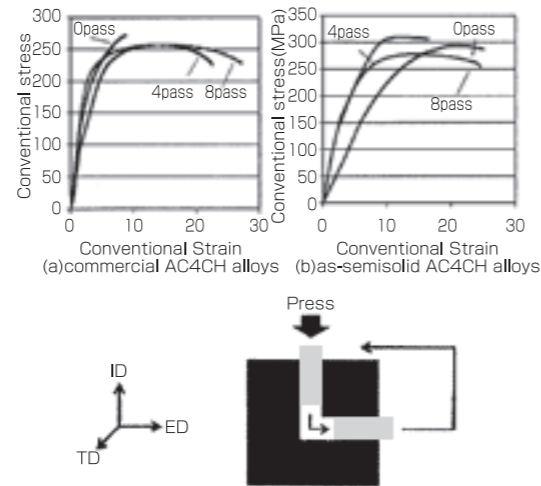 Conventional stress
300
250
200
150
100
50
0
0pass
4pass
8pass
0
10
20
30
Conventional Strain
(a)commercial AC4CH alloys
Conventional stress(MPa)
350
300
250
200
150
100
50
0
4pass
0pass
8pass
0
10
20
30
Conventional Strain
(b)as-semisolid AC4CH alloys
Press
ID
ED
TD